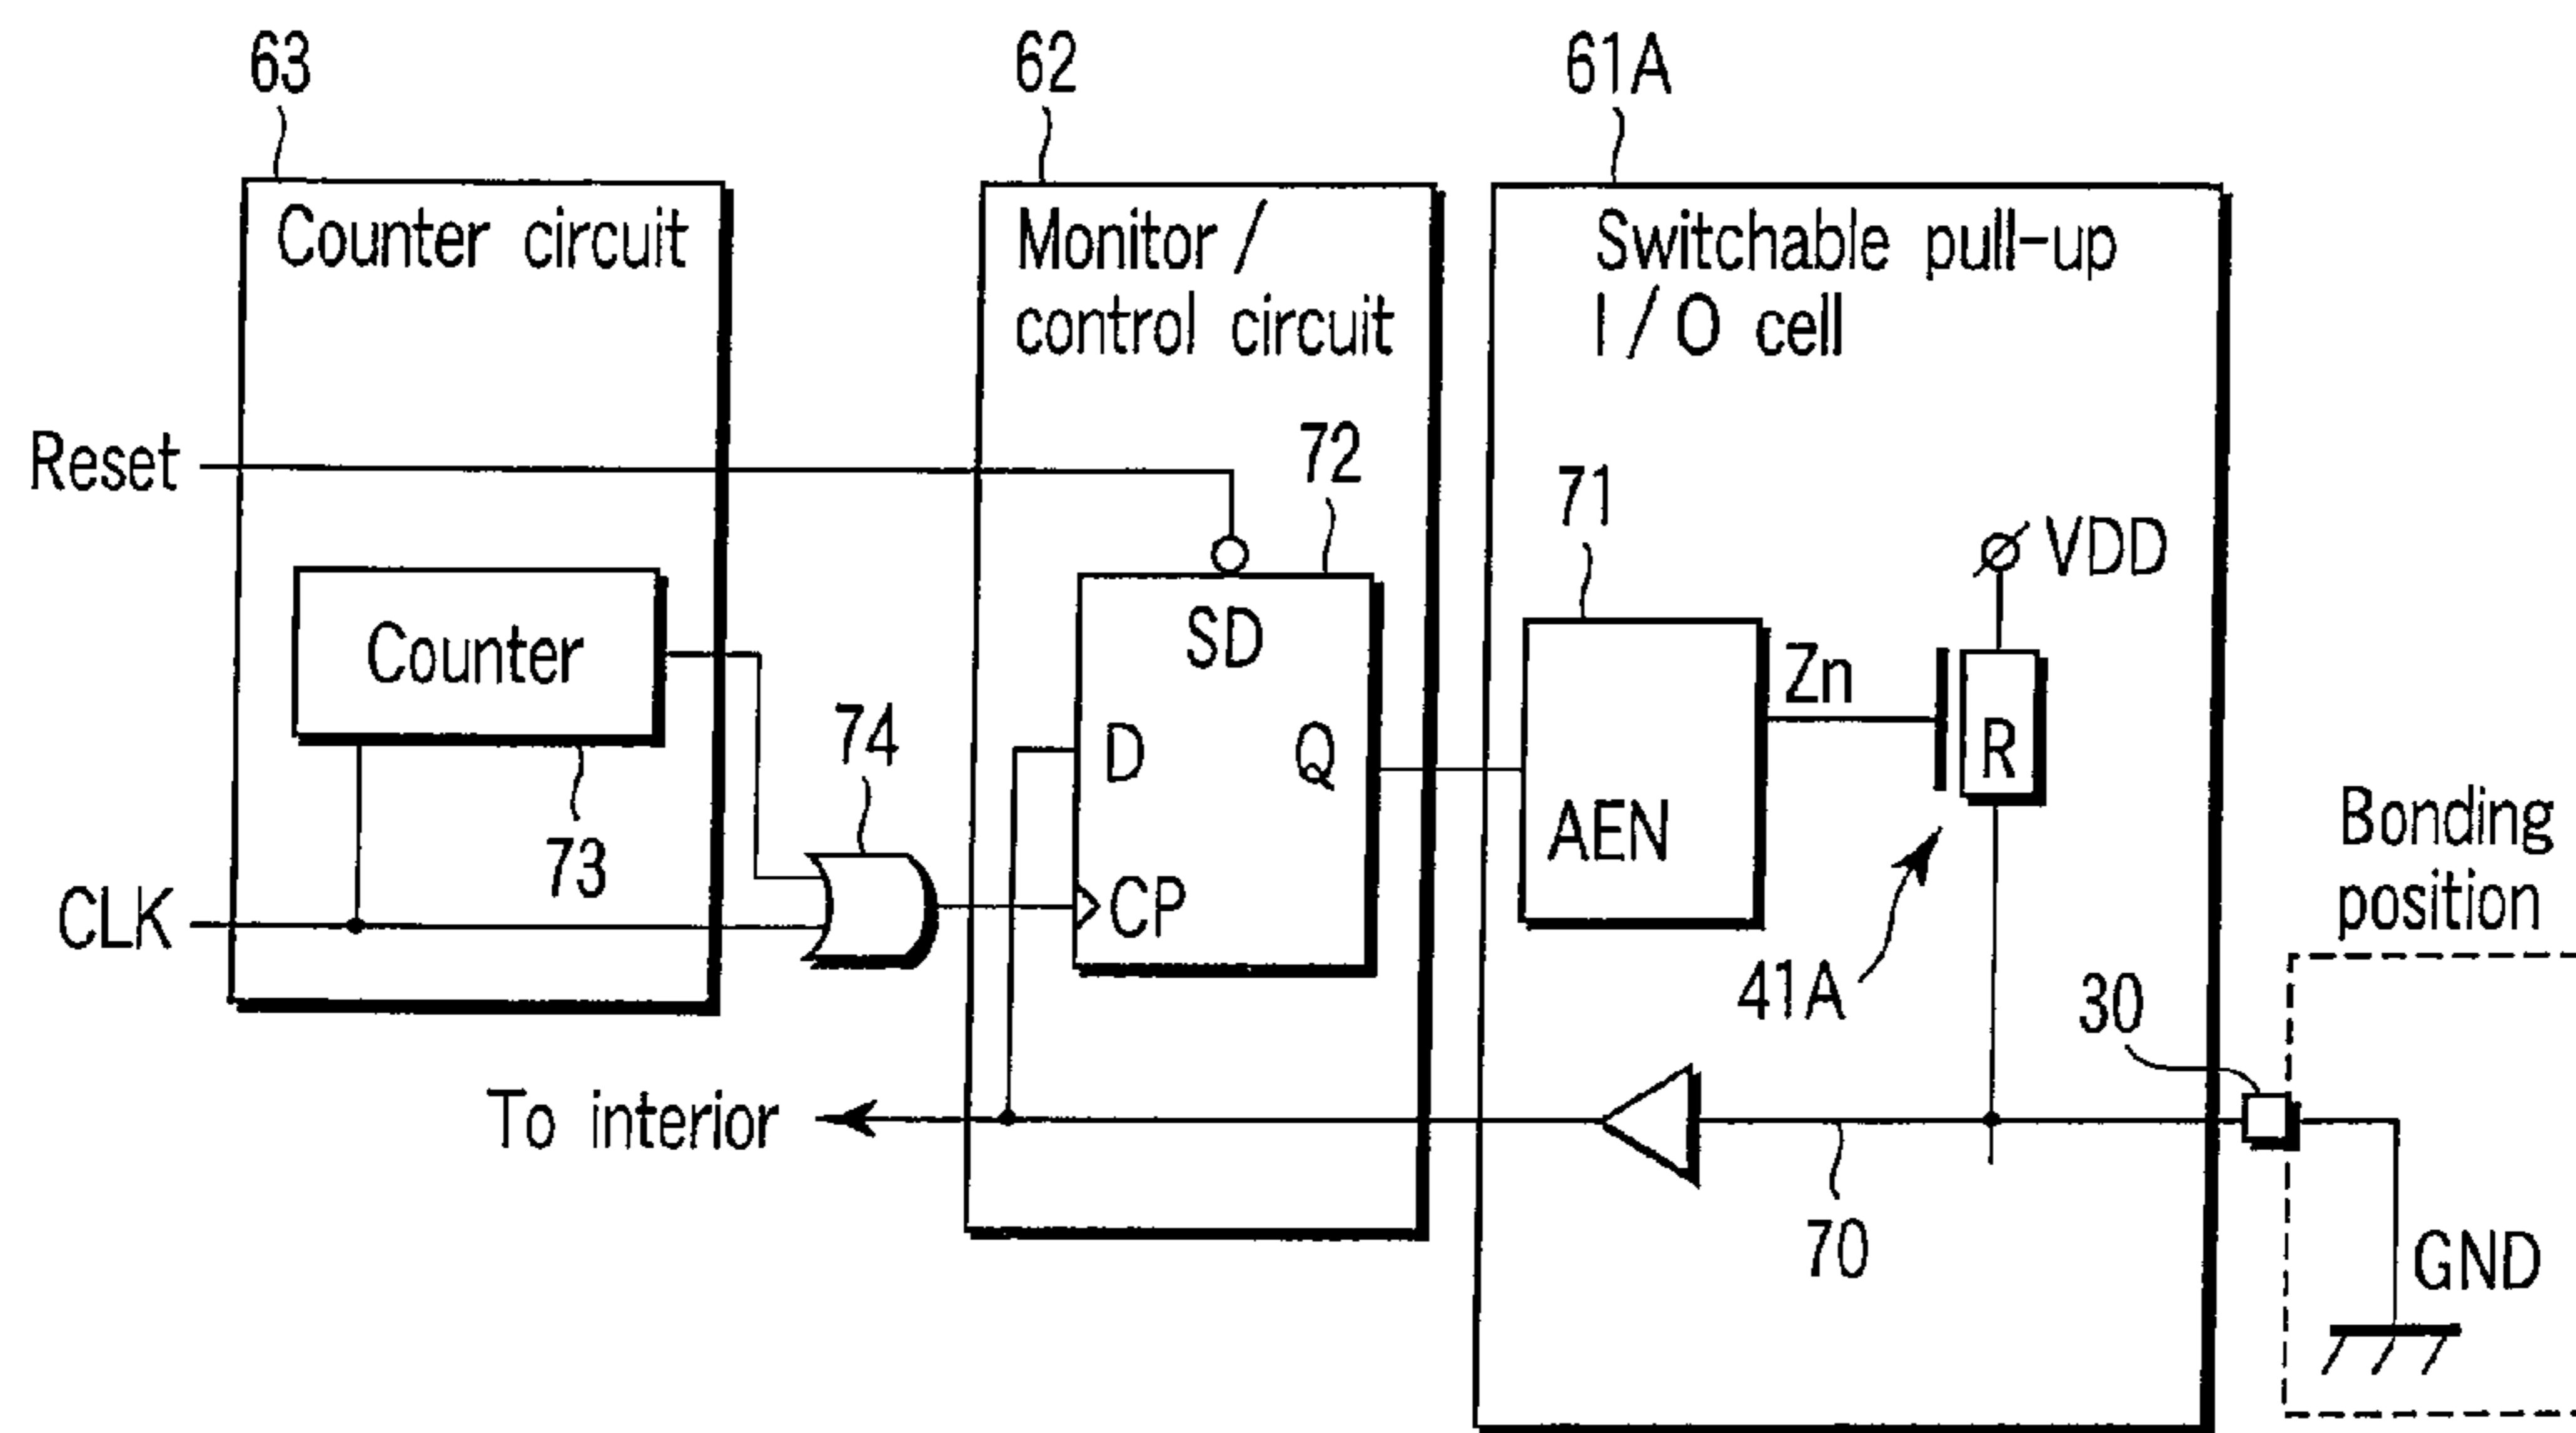 63
62
61A
Counter circuit
Monitor /
control circuit
Switchable pull-up
I / O cell
Reset
72
71
VDD
SD
Counter
Zn
74
D
Q
R
73
AEN
Bonding
position
CLK
CP
41A
30
To interior
70
GND